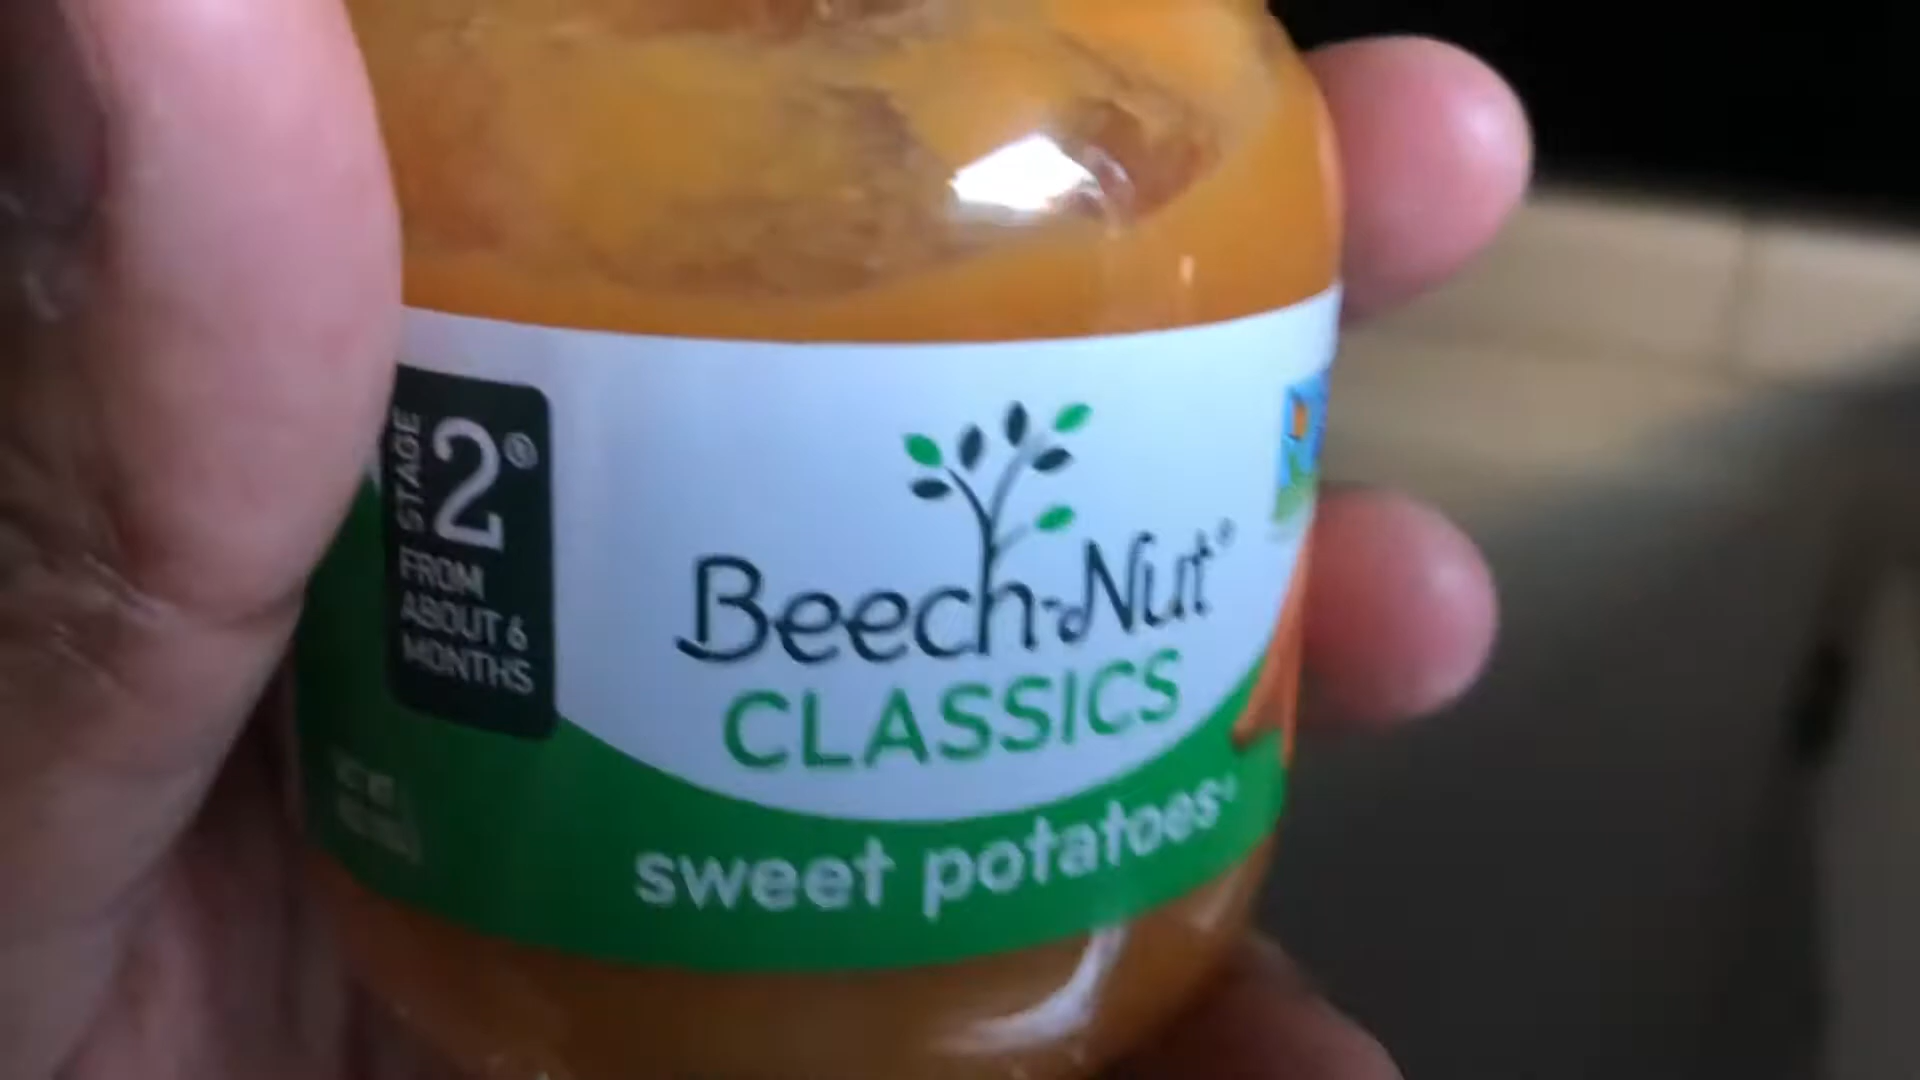 STAGE
2®
FROM
ABOUT 6
MONTHS
Beech-Nut®
CLASSICS
sweet potatoes